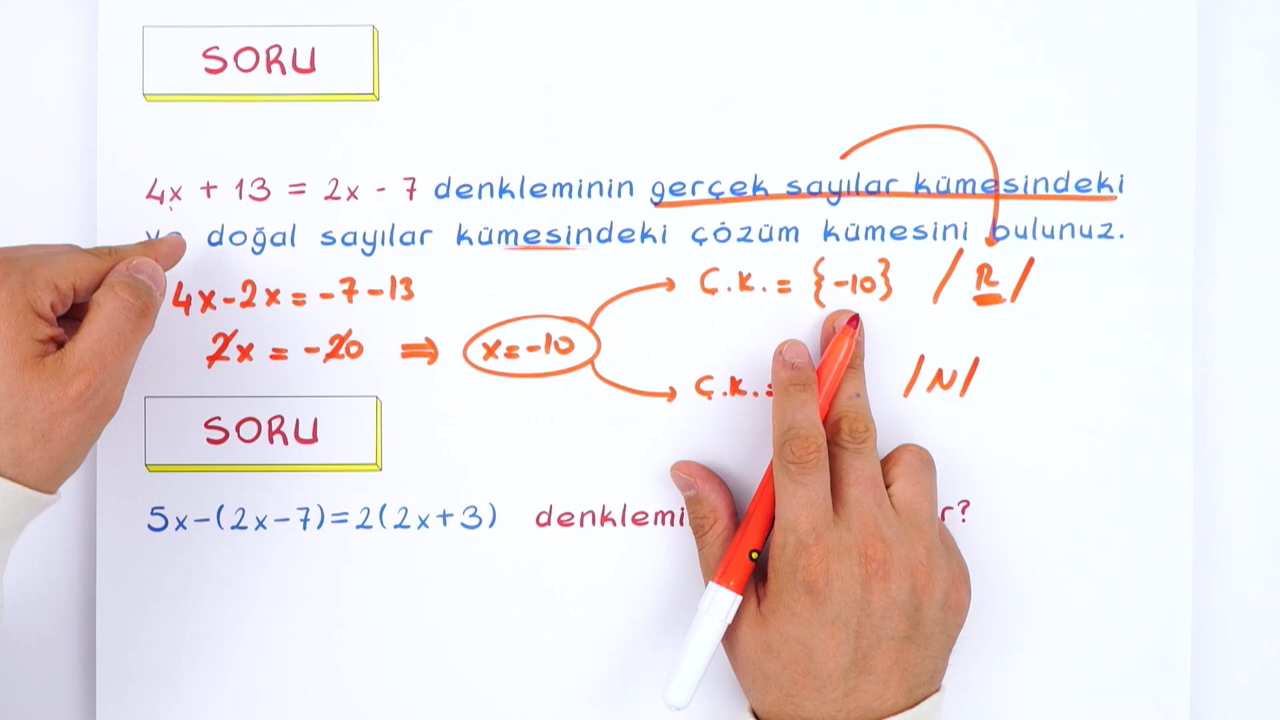 SORU
4x + 13 = 2x - 7 denkleminin gerçek sayılar kümesindeki
doğal sayılar kümesindeki çözüm kümesini bulunuz.
4x-2x = -7-13
Ç.K. = {-10} /R/
2x = -20 ⇒ x=-10
Ç.K.= /N/
SORU
5x-(2x-7)=2(2x+3)